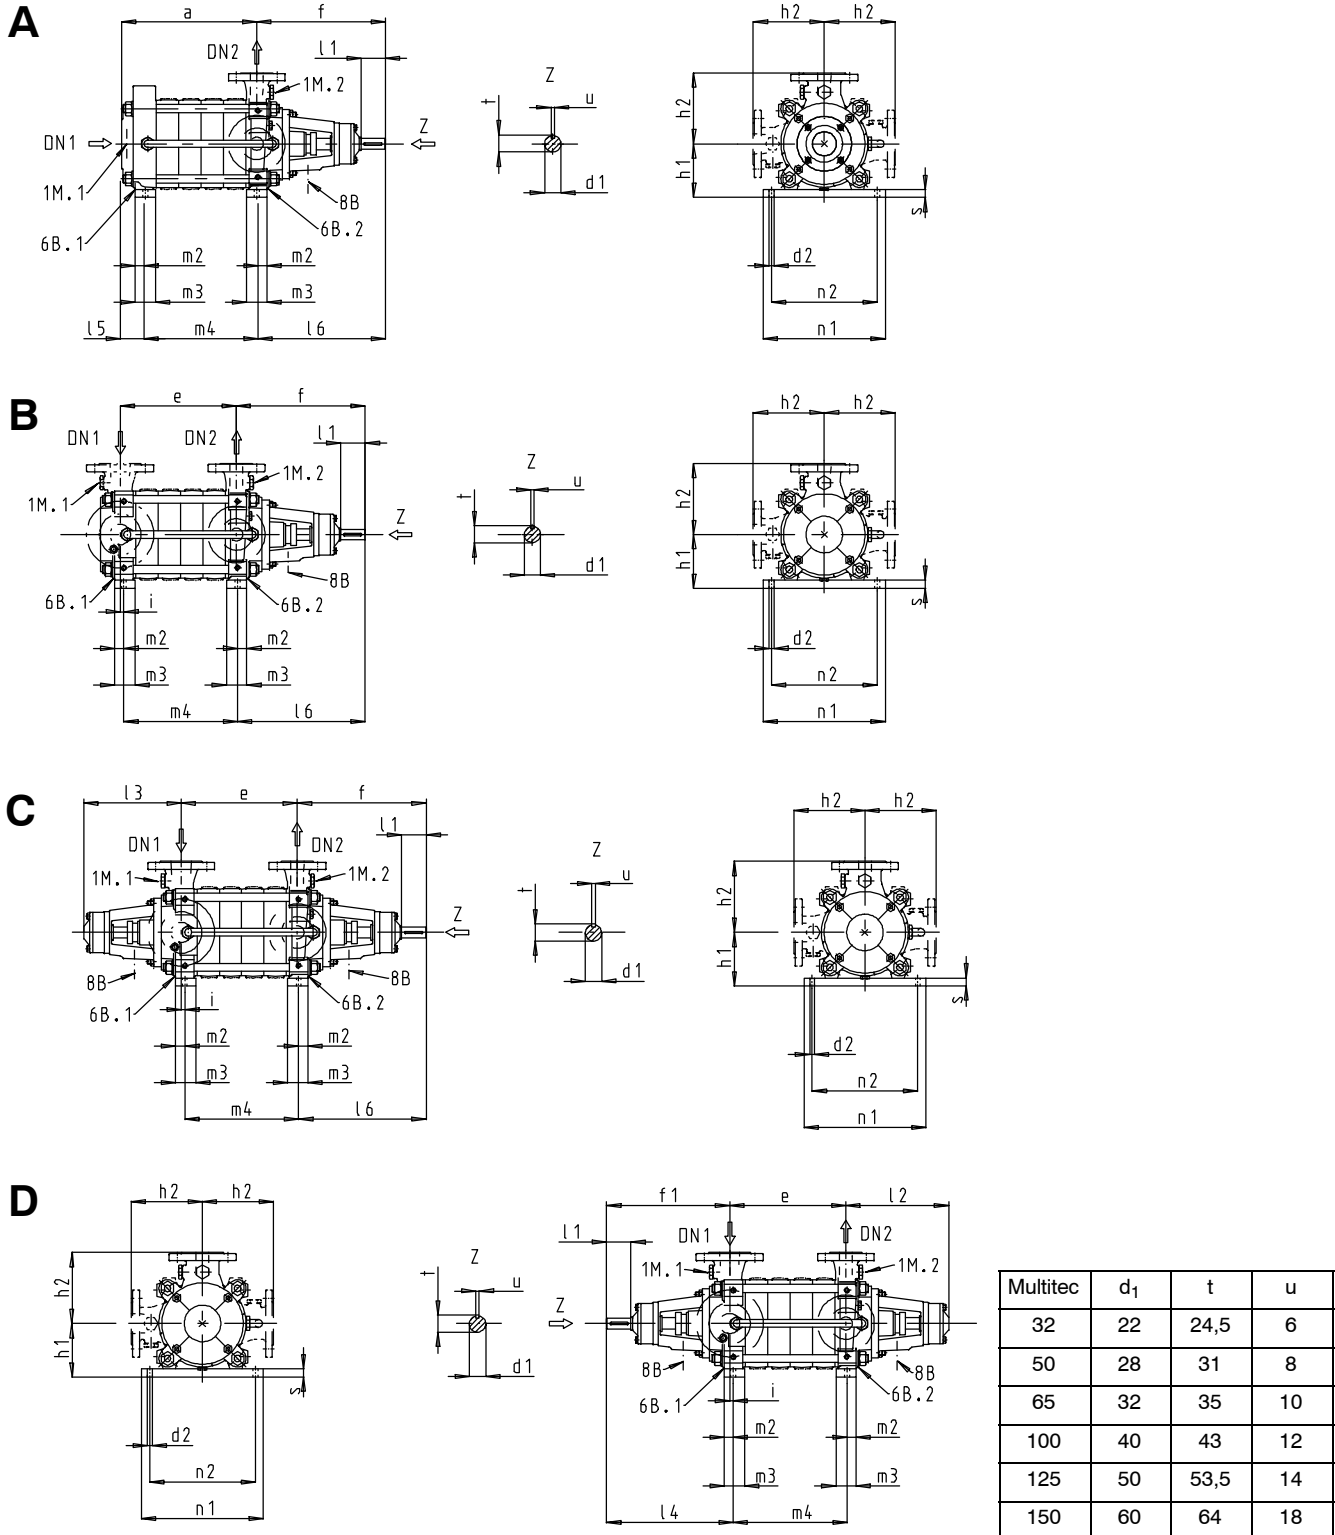 A
a f
h2 h2
DN2 l1
1M.2
Z
t u
h2
DN1 Z
h1
1M.1
d1
8B
s
6B.1 6B.2
m2 m2
d2
m3 m3
n2
l5 m4 l6
n1
B
e f
h2 h2
DN1 DN2 l1
1M.2
Z
u
1M.1
t
h2
Z
h1
d1
8B
6B.1 i 6B.2
s
m2 m2
d2
m3 m3
n2
m4 l6
n1
C
l3 e f
h2 h2
l1
DN1 DN2
Z
1M.1 1M.2
t u
h2
Z
h1
d1
8B 8B
s
6B.1 i 6B.2
m2 m2
d2
m3 m3
n2
m4 l6
n1
D
h2 h2
f1 e l2
l1 DN1 DN2
Z
1M.1 1M.2
t u
h2
Z
h1
d1
8B 8B
s
6B.1 i 6B.2
d2
m2 m2
n2
m3 m3
n1
l4 m4
Multitec d1 t u
32 22 24,5 6
50 28 31 8
65 32 35 10
100 40 43 12
125 50 53,5 14
150 60 64 18